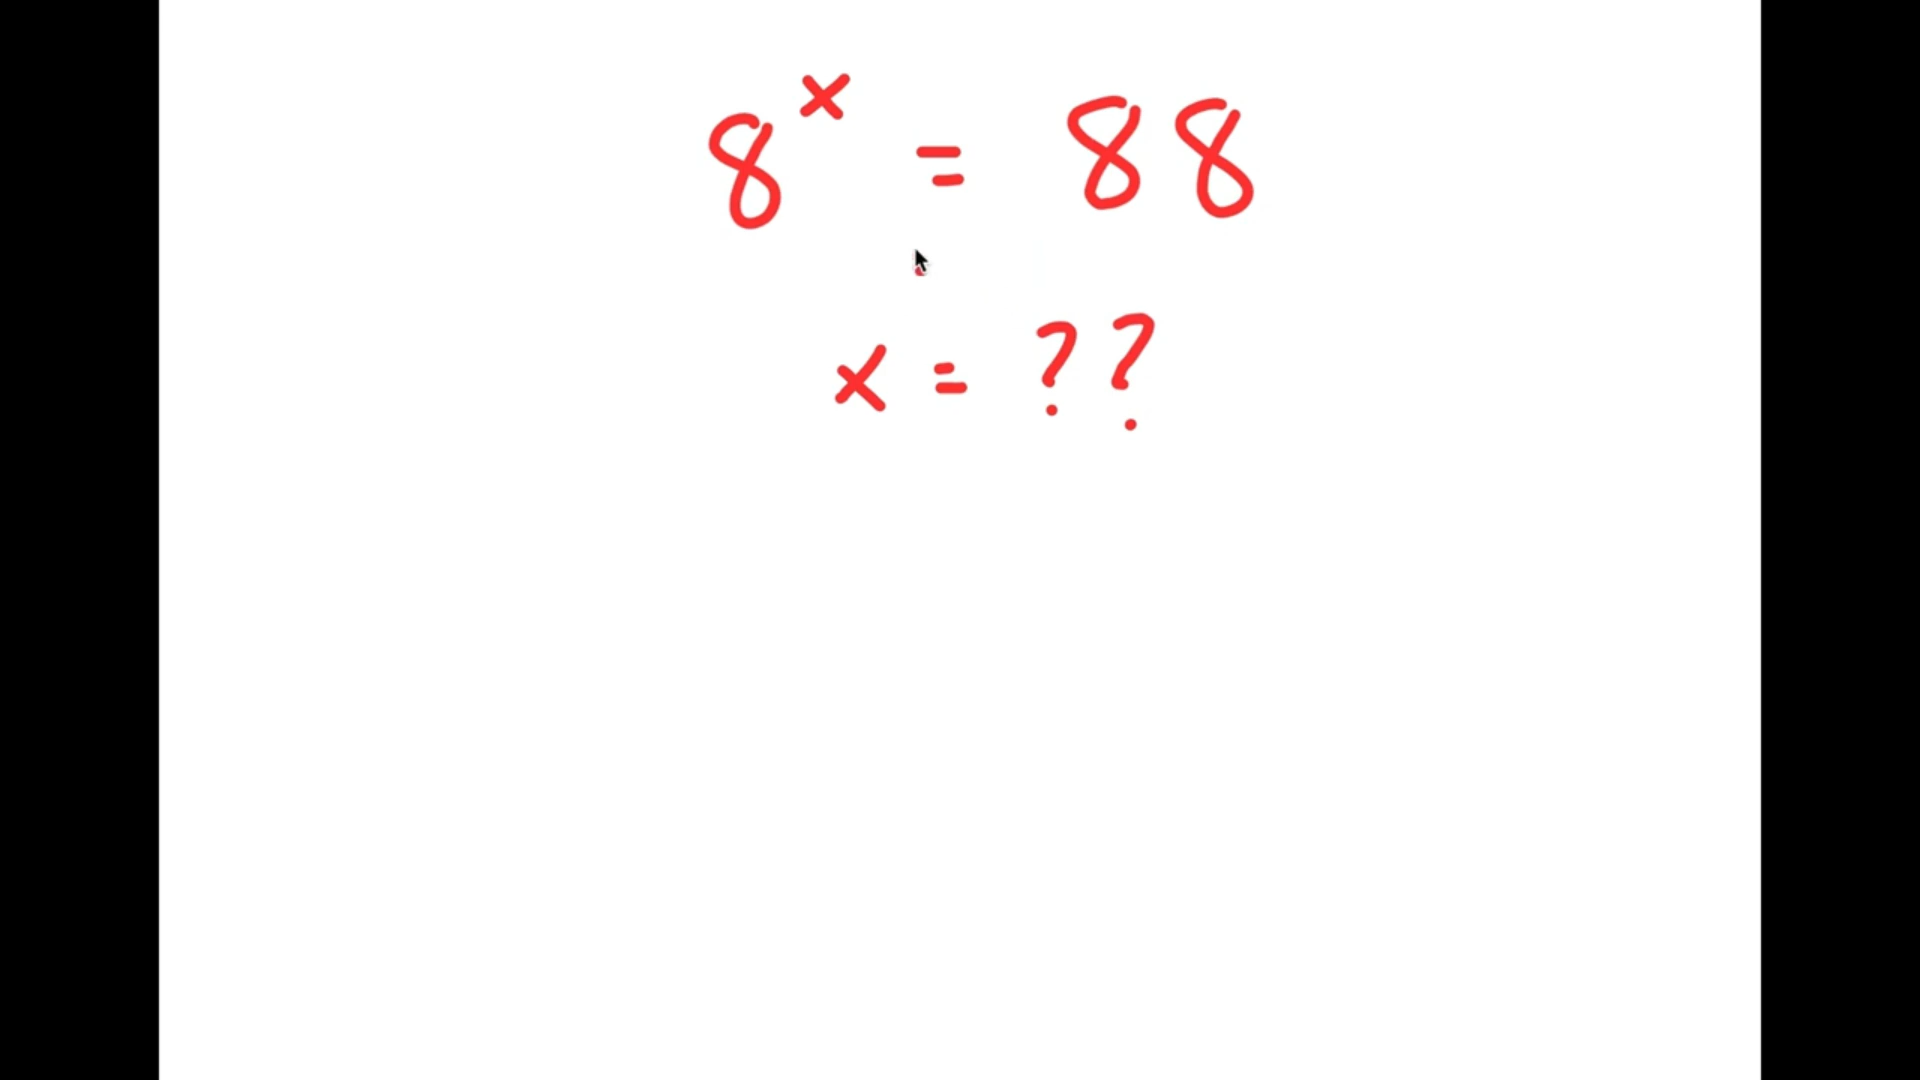 8^x = 88
x = ??